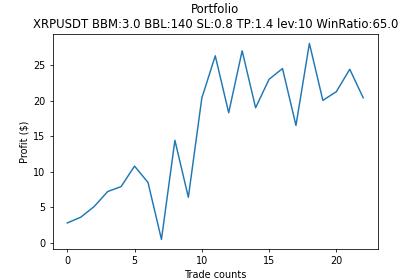 Portfolio
XRPUSDT BBM:3.0 BBL:140 SL:0.8 TP:1.4 lev:10 WinRatio:65.0
25
20
15
10
5
0
Profit ($)
0 5 10 15 20
Trade counts